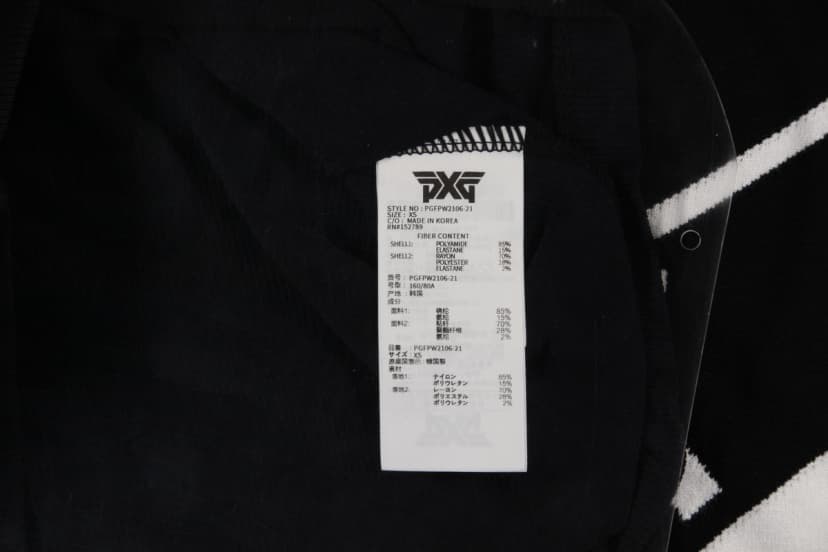 PXG
STYLE NO : PGFPW2106-21
SIZE : XS
C/O : MADE IN KOREA
RN#152789
FIBER CONTENT
SHELL1: POLYAMIDE 85%
ELASTANE 15%
SHELL2: RAYON 70%
POLYESTER 28%
ELASTANE 2%
货号 : PGFPW2106-21
号型 : 160/80A
产地 : 韩国
成分
面料1: 锦纶 85%
氨纶 15%
面料2: 粘纤 70%
聚酯纤维 28%
氨纶 2%
品番 : PGFPW2106-21
サイズ : XS
原産国表示 : 韓国製
素材
表地1: ナイロン 85%
ポリウレタン 15%
表地2: レーヨン 70%
ポリエステル 28%
ポリウレタン 2%